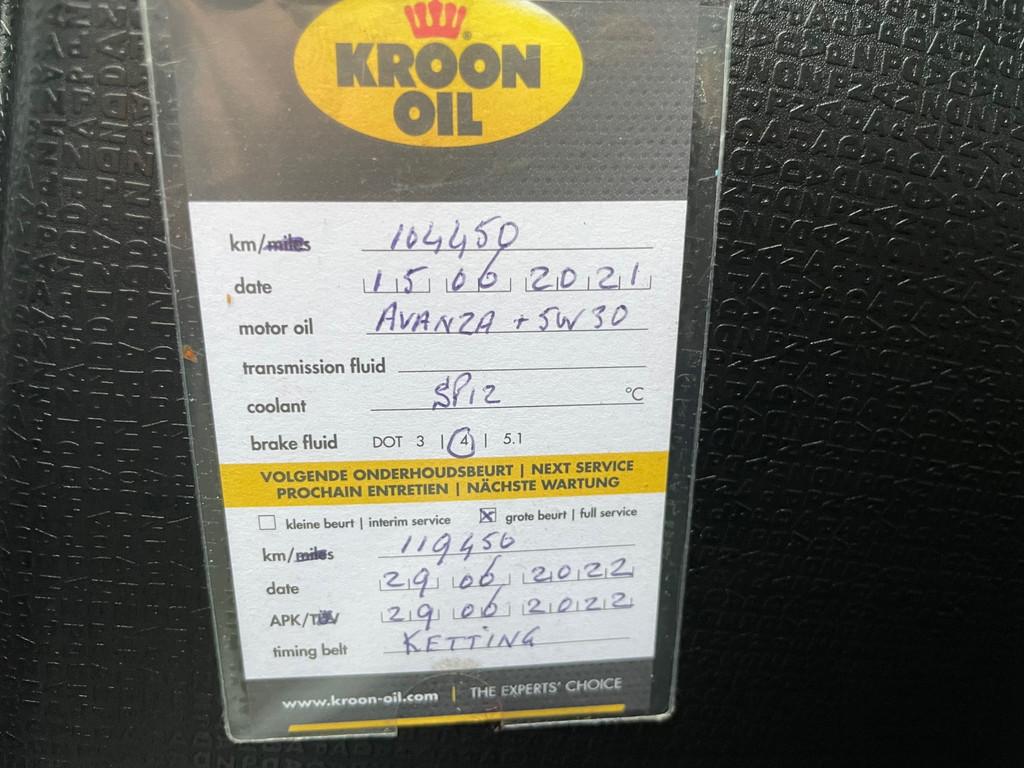 KROON
OIL
®
km/miles 104450
date 15 06 2021
motor oil AVANZA + 5W30
transmission fluid
coolant SP12 °C
brake fluid DOT 3 | 4 | 5.1
VOLGENDE ONDERHOUDSBEURT | NEXT SERVICE
PROCHAIN ENTRETIEN | NÄCHSTE WARTUNG
kleine beurt | interim service grote beurt | full service
km/miles 119450
date 29 06 2022
APK/TÜV 29 06 2022
timing belt KETTING
www.kroon-oil.com | THE EXPERTS' CHOICE